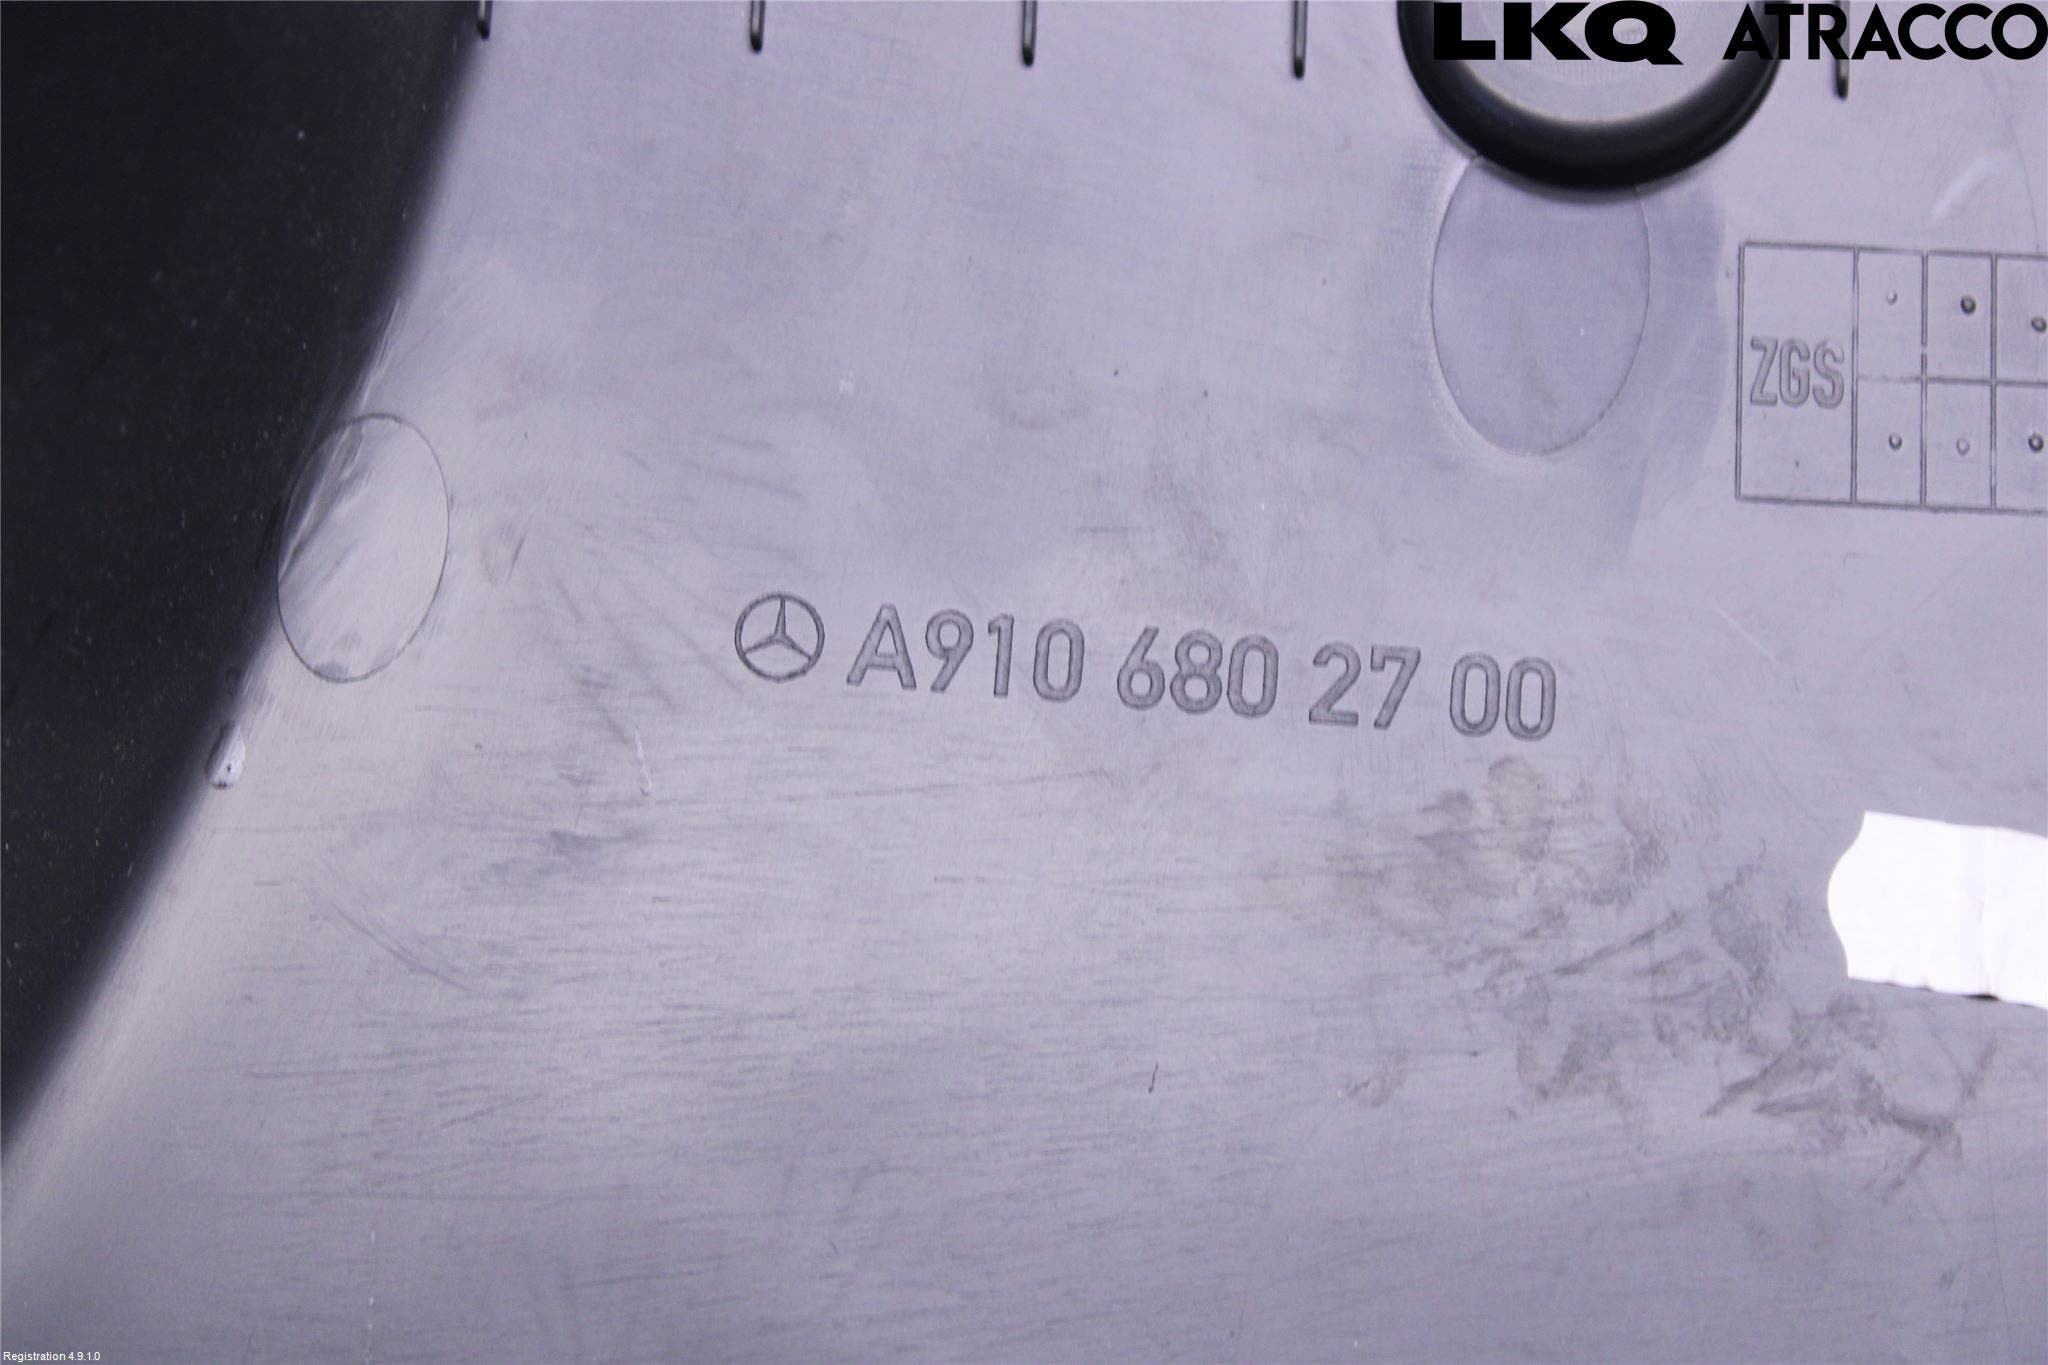 LKQ ATRACCO
ZGS
A910 680 27 00
Registration 4.9.1.0